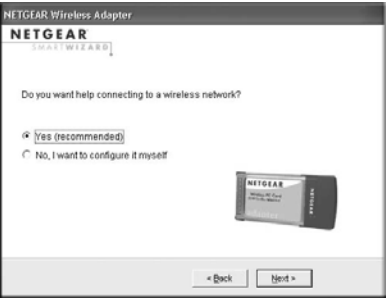 NETGEAR Wireless Adapter
NETGEAR
SMARTWIZARD
Do you want help connecting to a wireless network?
Yes (recommended)
No, I want to configure it myself
NETGEAR
NETGEAR
< Back
Next >